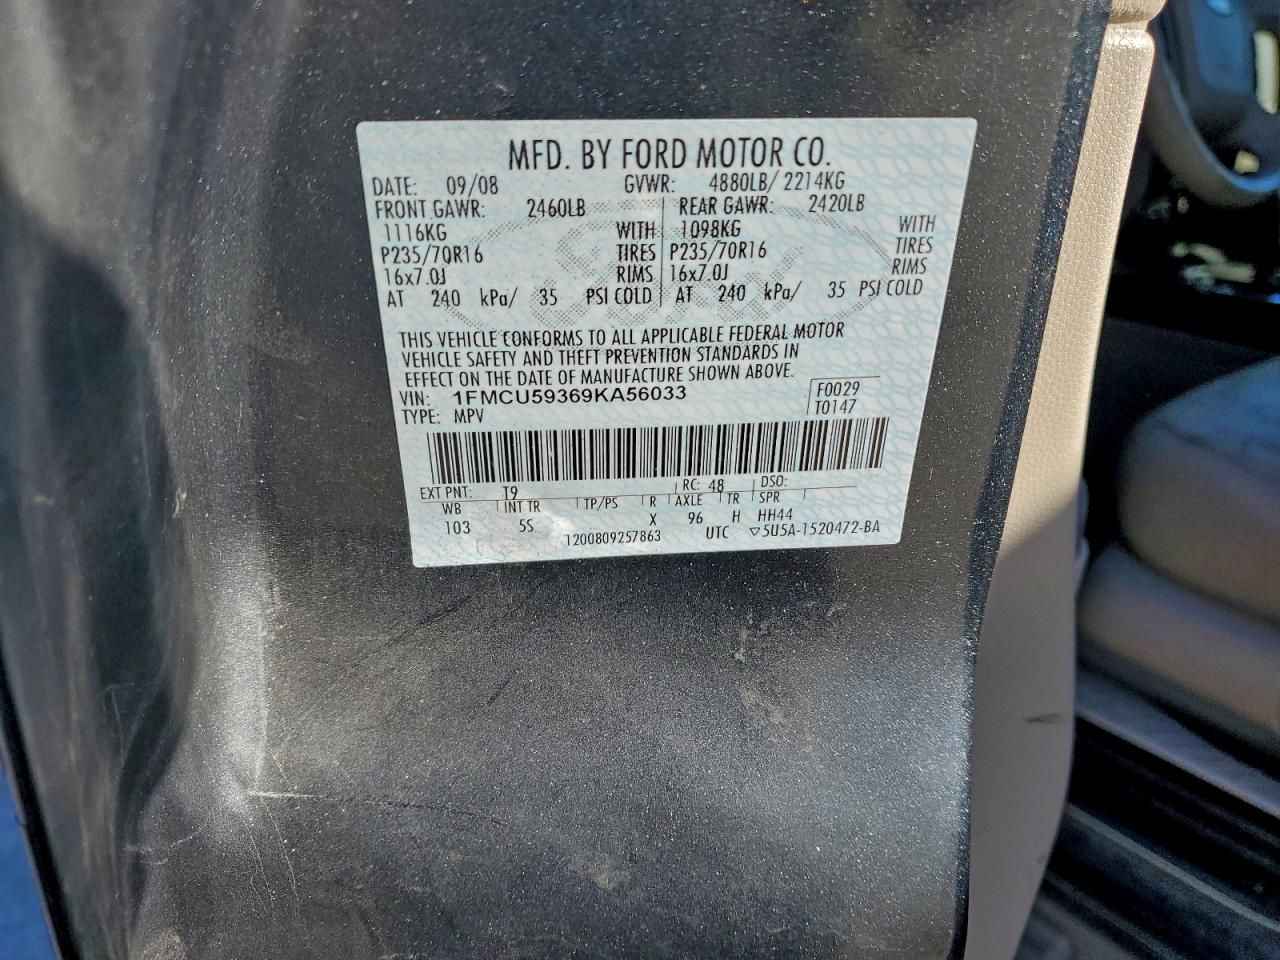 MFD. BY FORD MOTOR CO.
DATE: 09/08 GVWR: 4880LB/ 2214KG
FRONT GAWR: 2460LB REAR GAWR: 2420LB
1116KG WITH 1098KG WITH
P235/70R16 TIRES P235/70R16 TIRES
16x7.0J RIMS 16x7.0J RIMS
AT 240 kPa/ 35 PSI COLD AT 240 kPa/ 35 PSI COLD
THIS VEHICLE CONFORMS TO ALL APPLICABLE FEDERAL MOTOR
VEHICLE SAFETY AND THEFT PREVENTION STANDARDS IN
EFFECT ON THE DATE OF MANUFACTURE SHOWN ABOVE.
VIN: 1FMCU59369KA56033 F0029
TYPE: MPV T0147
EXT PNT: T9 RC: 48 DSO:
WB INT TR TP/PS R AXLE TR SPR
103 5S X 96 H HH44
1200809257863 UTC ▽5U5A-1520472-BA